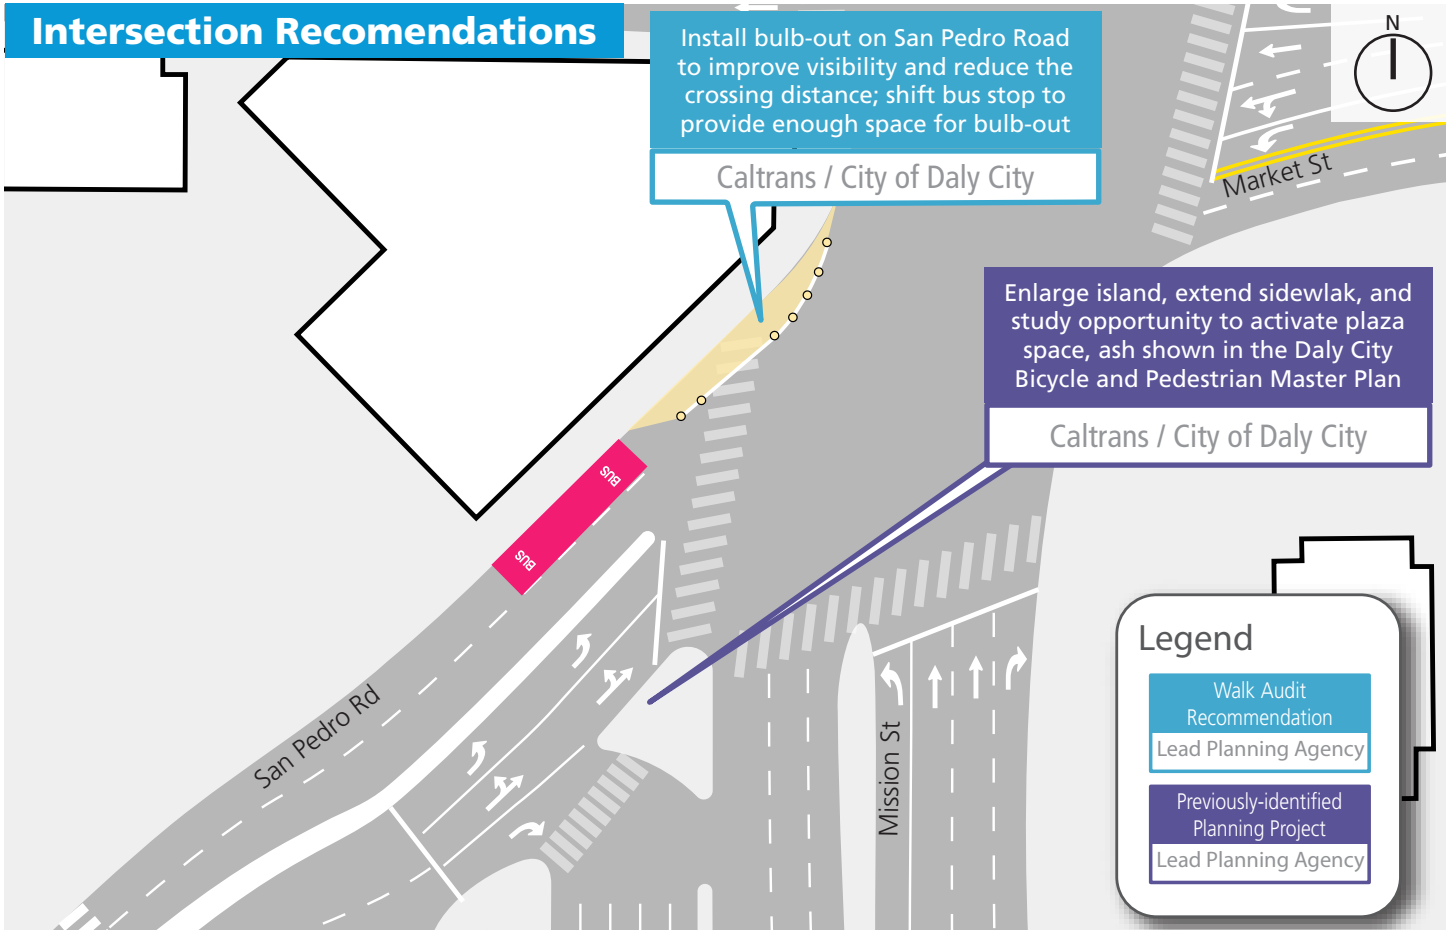 Intersection Recomendations
Install bulb-out on San Pedro Road
to improve visibility and reduce the
crossing distance; shift bus stop to
provide enough space for bulb-out
Caltrans / City of Daly City
N
Market St
Enlarge island, extend sidewlak, and
study opportunity to activate plaza
space, ash shown in the Daly City
Bicycle and Pedestrian Master Plan
Caltrans / City of Daly City
BUS
BUS
San Pedro Rd
Mission St
Legend
Walk Audit
Recommendation
Lead Planning Agency
Previously-identified
Planning Project
Lead Planning Agency